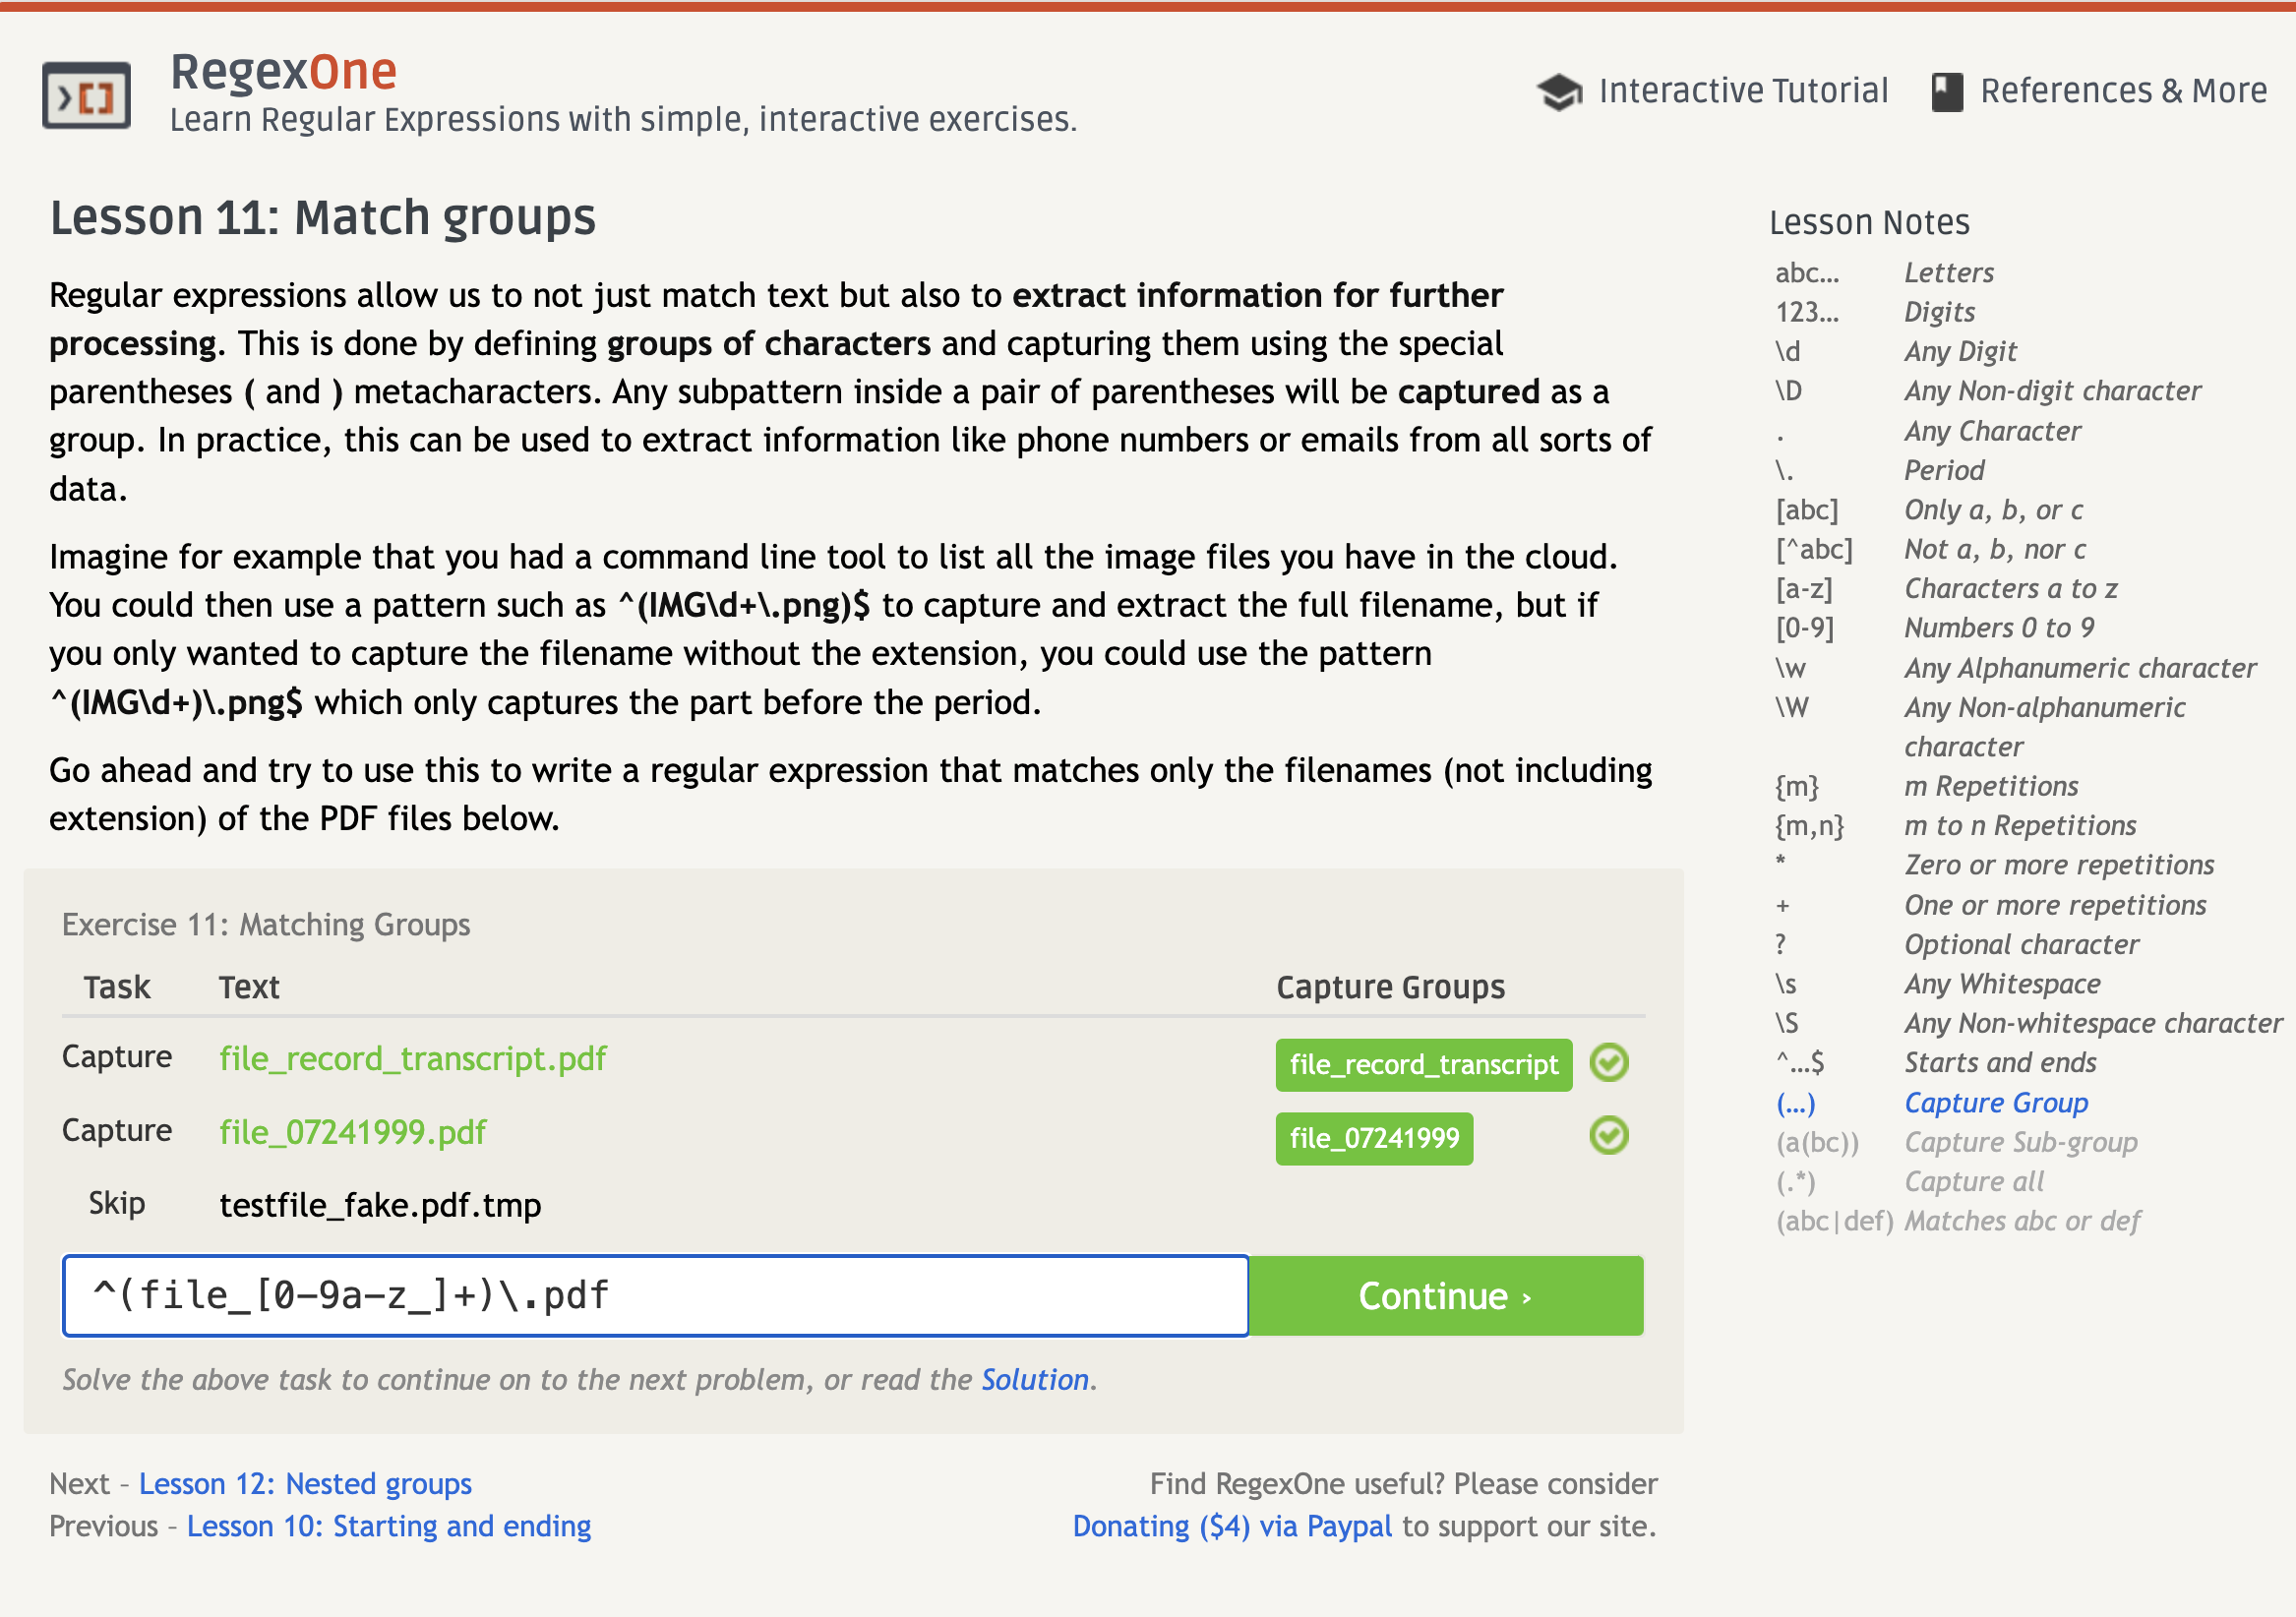 RegexOne
Learn Regular Expressions with simple, interactive exercises.
Interactive Tutorial
References & More
Lesson 11: Match groups
Regular expressions allow us to not just match text but also to extract information for further
processing. This is done by defining groups of characters and capturing them using the special
parentheses ( and ) metacharacters. Any subpattern inside a pair of parentheses will be captured as a
group. In practice, this can be used to extract information like phone numbers or emails from all sorts of
data.
Imagine for example that you had a command line tool to list all the image files you have in the cloud.
You could then use a pattern such as ^(IMG\d+\.png)$ to capture and extract the full filename, but if
you only wanted to capture the filename without the extension, you could use the pattern
^(IMG\d+)\.png$ which only captures the part before the period.
Go ahead and try to use this to write a regular expression that matches only the filenames (not including
extension) of the PDF files below.
Exercise 11: Matching Groups
Task Text Capture Groups
Capture file_record_transcript.pdf file_record_transcript
Capture file_07241999.pdf file_07241999
Skip testfile_fake.pdf.tmp
^(file_[0-9a-z_]+)\.pdf
Continue ›
Solve the above task to continue on to the next problem, or read the Solution.
Next – Lesson 12: Nested groups
Previous – Lesson 10: Starting and ending
Find RegexOne useful? Please consider
Donating ($4) via Paypal to support our site.
Lesson Notes
abc… Letters
123… Digits
\d Any Digit
\D Any Non-digit character
. Any Character
\. Period
[abc] Only a, b, or c
[^abc] Not a, b, nor c
[a-z] Characters a to z
[0-9] Numbers 0 to 9
\w Any Alphanumeric character
\W Any Non-alphanumeric
character
{m} m Repetitions
{m,n} m to n Repetitions
* Zero or more repetitions
+ One or more repetitions
? Optional character
\s Any Whitespace
\S Any Non-whitespace character
^…$ Starts and ends
(…) Capture Group
(a(bc)) Capture Sub-group
(.*) Capture all
(abc|def) Matches abc or def